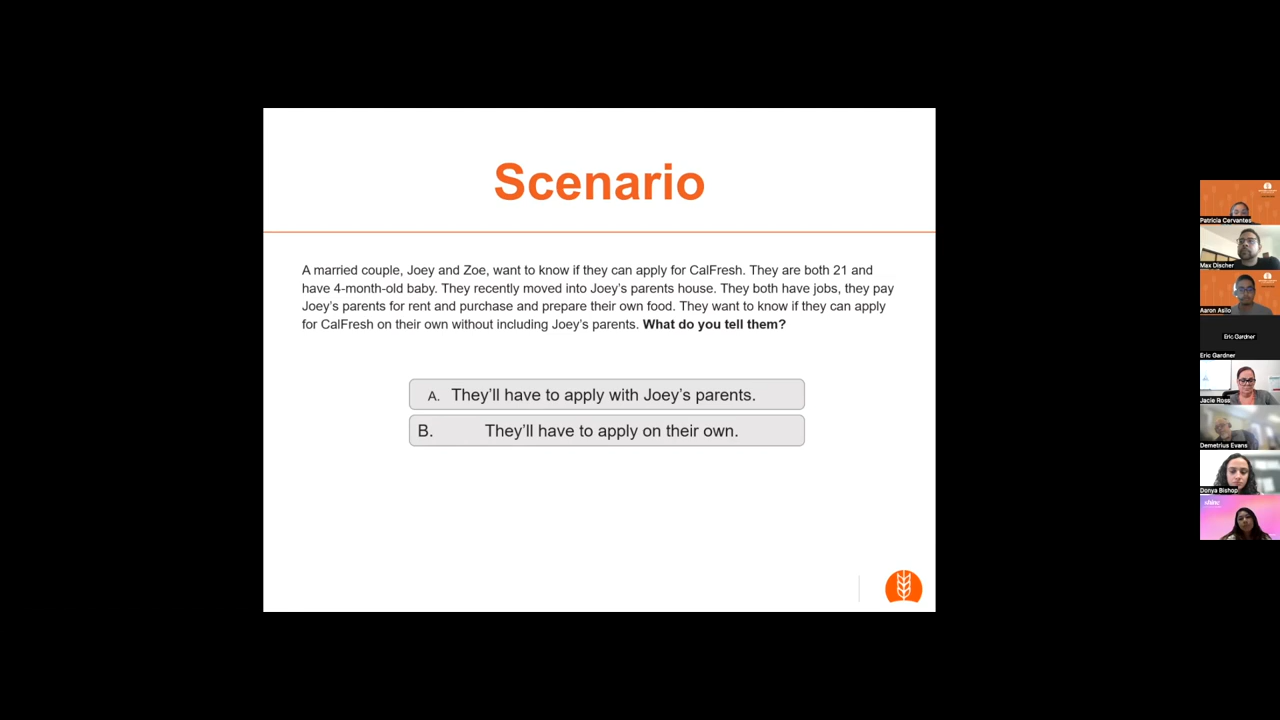 Scenario
A married couple, Joey and Zoe, want to know if they can apply for CalFresh. They are both 21 and
have 4-month-old baby. They recently moved into Joey’s parents house. They both have jobs, they pay
Joey’s parents for rent and purchase and prepare their own food. They want to know if they can apply
for CalFresh on their own without including Joey’s parents. What do you tell them?
A. They’ll have to apply with Joey’s parents.
B. They’ll have to apply on their own.
Patricia Cervantes
Max Discher
Aaron Asilo
Eric Gardner
Eric Gardner
Jacie Ross
Demetrius Evans
Donya Bishop